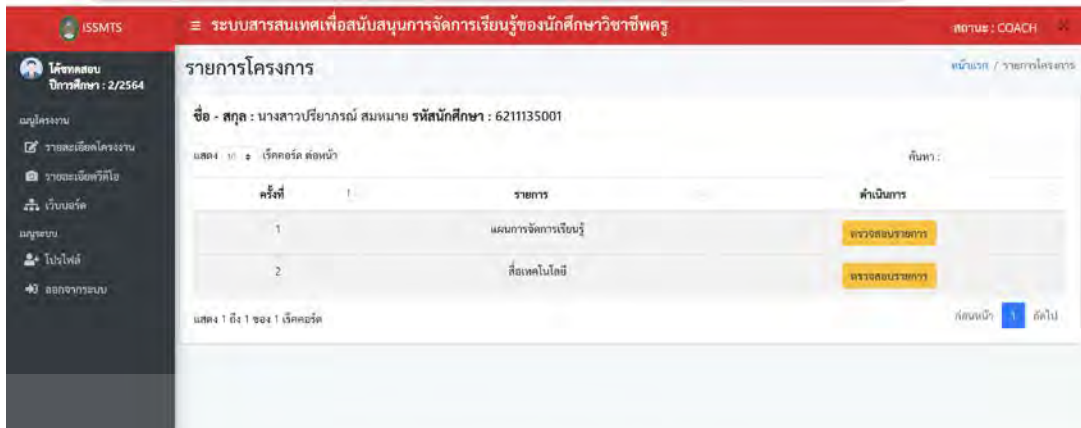 ISSMTS
≡ ระบบสารสนเทศเพื่อสนับสนุนการจัดการเรียนรู้ของนักศึกษาวิชาชีพครู
สถานะ : COACH
โค้ชทดสอบ
ปีการศึกษา : 2/2564
เมนูโครงงาน
รายละเอียดโครงงาน
รายละเอียดวีดีโอ
เว็บบอร์ด
เมนูระบบ
โปรไฟล์
ออกจากระบบ
รายการโครงการ
หน้าแรก / รายการโครงการ
ชื่อ - สกุล : นางสาวปรียาภรณ์ สมหมาย รหัสนักศึกษา : 6211135001
แสดง 10 เร็คคอร์ด ต่อหน้า
ค้นหา :
ครั้งที่ รายการ ดำเนินการ
1 แผนการจัดการเรียนรู้ ตรวจสอบรายการ
2 สื่อเทคโนโลยี ตรวจสอบรายการ
แสดง 1 ถึง 1 ของ 1 เร็คคอร์ด
ก่อนหน้า 1 ถัดไป